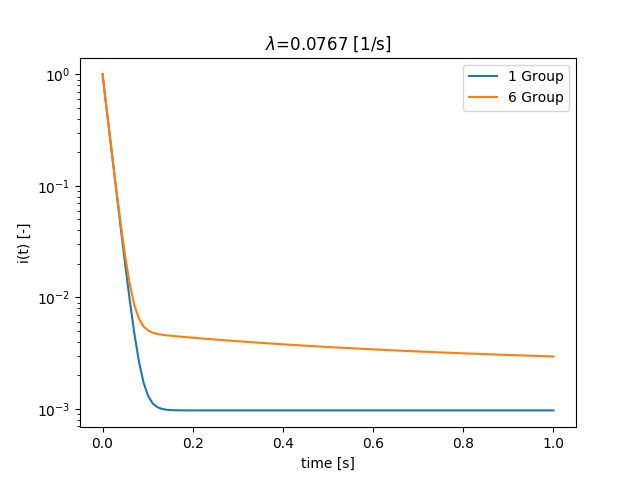 λ=0.0767 [1/s]
1 Group
6 Group
i(t) [-]
10⁰
10⁻¹
10⁻²
10⁻³
0.0 0.2 0.4 0.6 0.8 1.0
time [s]